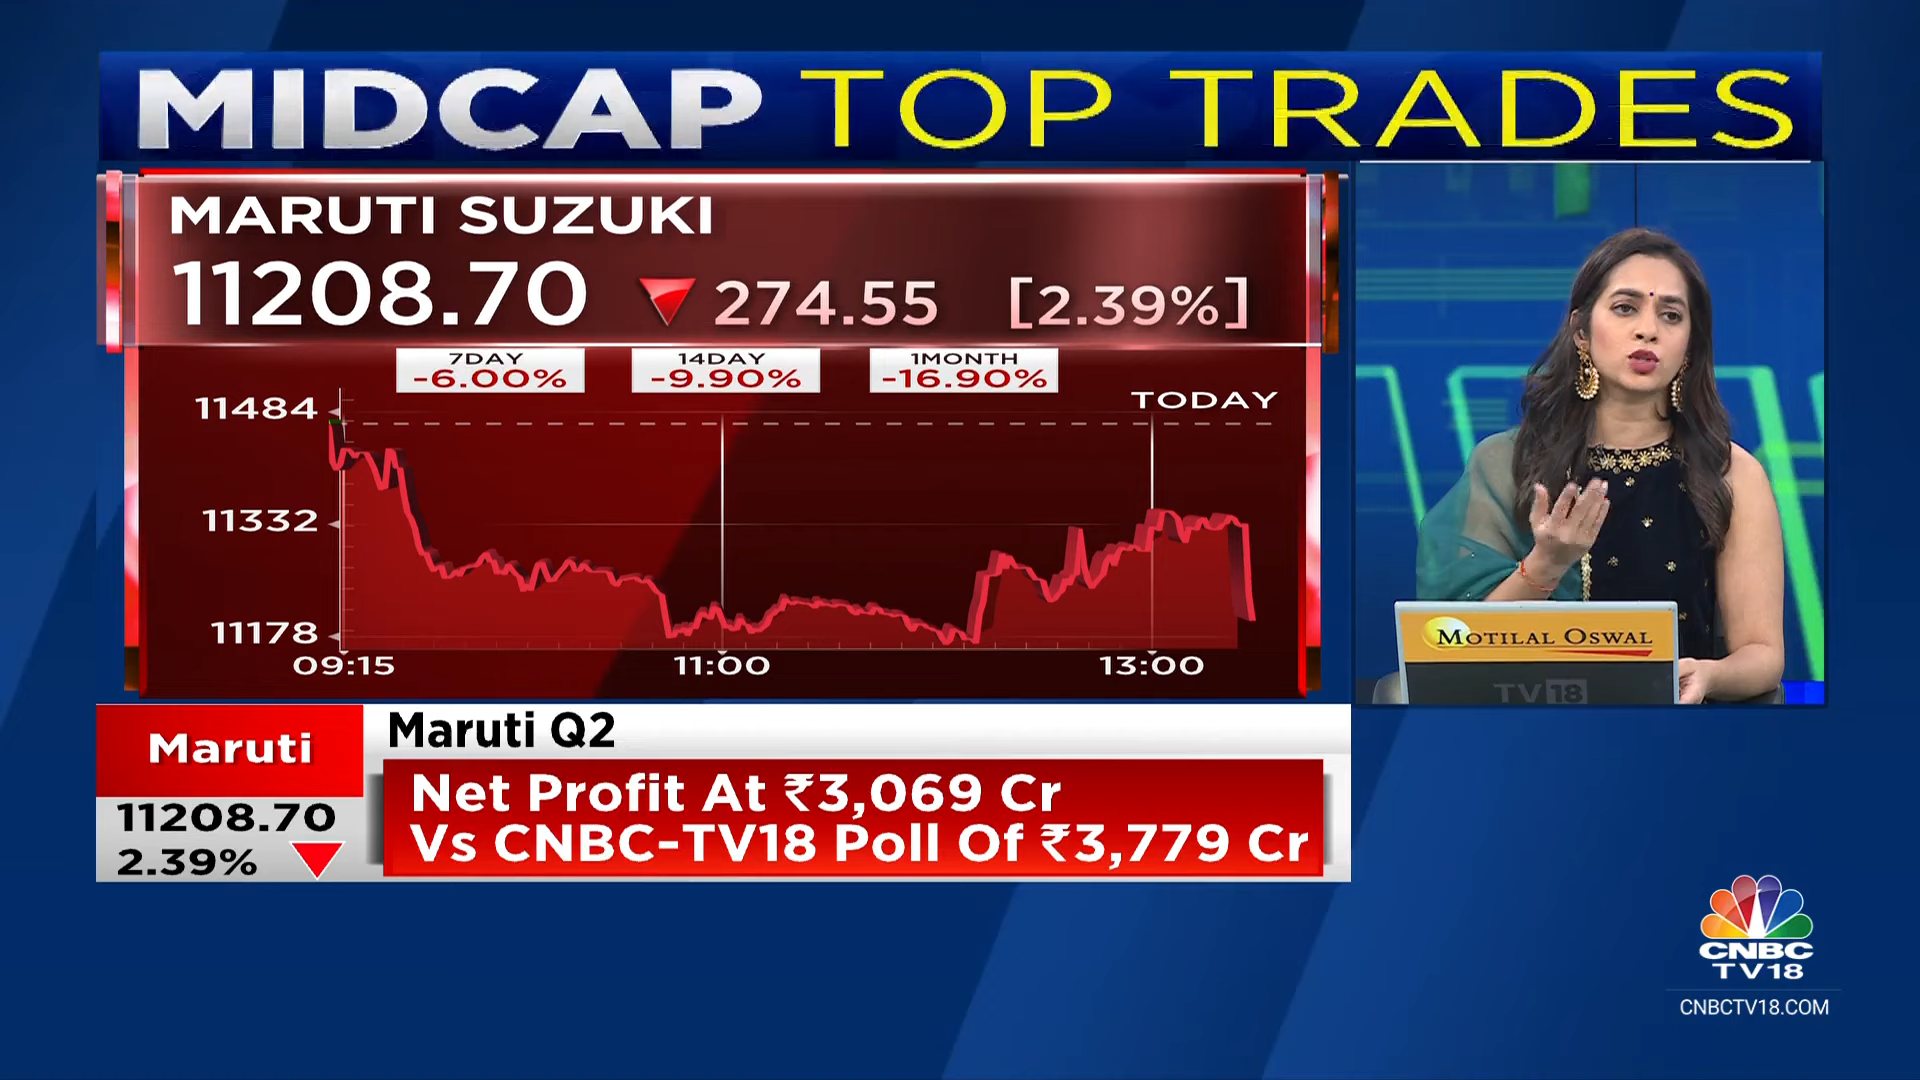 MIDCAP TOP TRADES
MARUTI SUZUKI
11208.70 ▼ 274.55 [2.39%]
7DAY
-6.00%
14DAY
-9.90%
1MONTH
-16.90%
TODAY
11484
11332
11178
09:15 11:00 13:00
MOTILAL OSWAL
TV18
Maruti
11208.70
2.39% ▼
Maruti Q2
Net Profit At ₹3,069 Cr
Vs CNBC-TV18 Poll Of ₹3,779 Cr
CNBC
TV18
CNBCTV18.COM